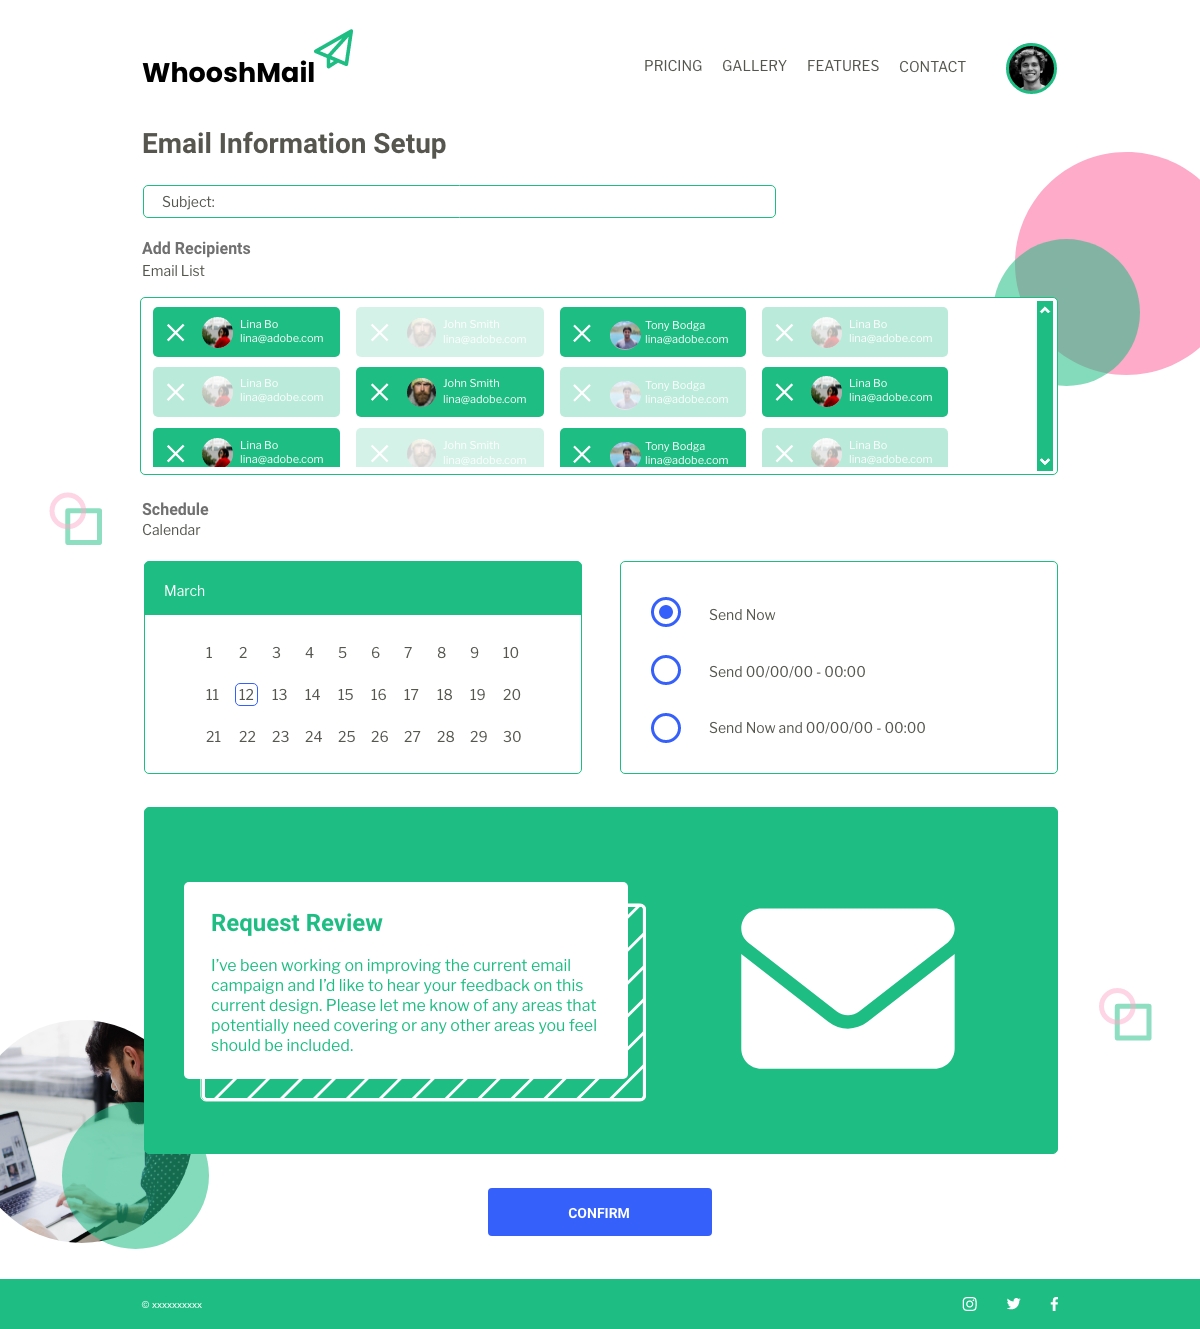 WhooshMail
PRICING GALLERY FEATURES CONTACT
Email Information Setup
Subject:
Add Recipients
Email List
Lina Bo
lina@adobe.com
John Smith
lina@adobe.com
Tony Bodga
lina@adobe.com
Lina Bo
lina@adobe.com
Lina Bo
lina@adobe.com
John Smith
lina@adobe.com
Tony Bodga
lina@adobe.com
Lina Bo
lina@adobe.com
Lina Bo
lina@adobe.com
John Smith
lina@adobe.com
Tony Bodga
lina@adobe.com
Lina Bo
lina@adobe.com
Schedule
Calendar
March
1 2 3 4 5 6 7 8 9 10
11 12 13 14 15 16 17 18 19 20
21 22 23 24 25 26 27 28 29 30
Send Now
Send 00/00/00 - 00:00
Send Now and 00/00/00 - 00:00
Request Review
I’ve been working on improving the current email
campaign and I’d like to hear your feedback on this
current design. Please let me know of any areas that
potentially need covering or any other areas you feel
should be included.
CONFIRM
© xxxxxxxxxx